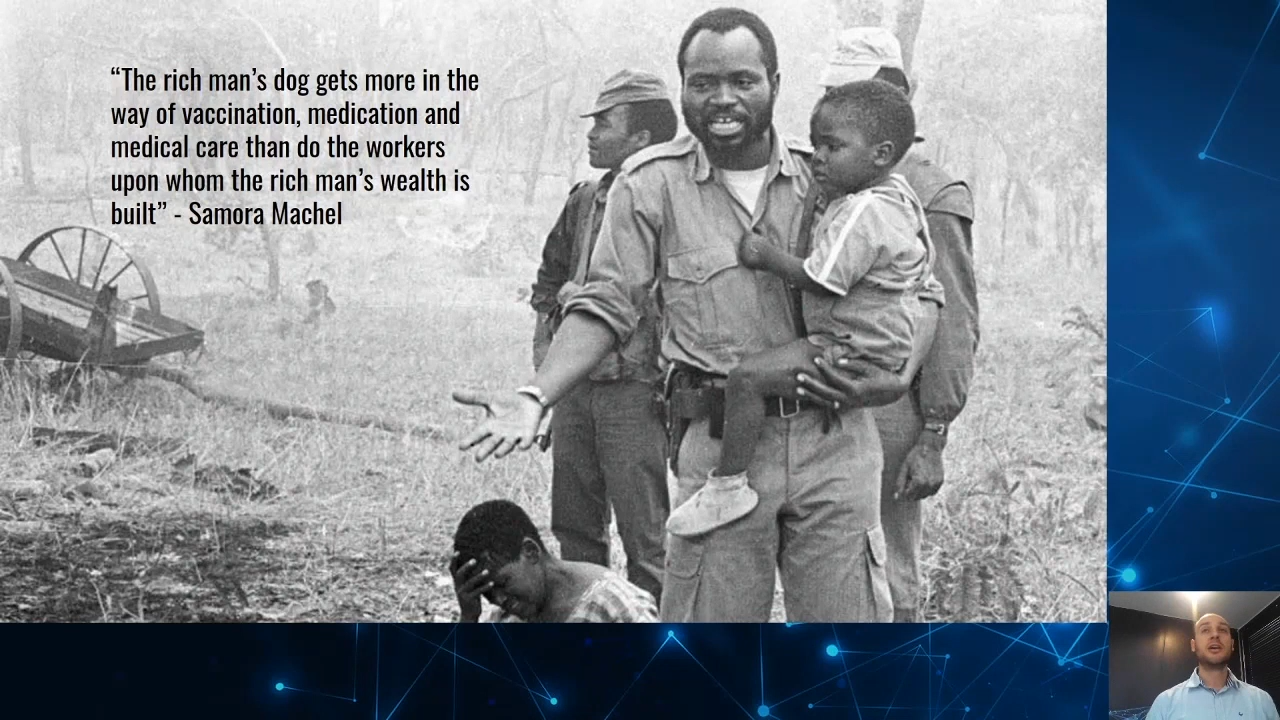 “The rich man’s dog gets more in the
way of vaccination, medication and
medical care than do the workers
upon whom the rich man’s wealth is
built” - Samora Machel